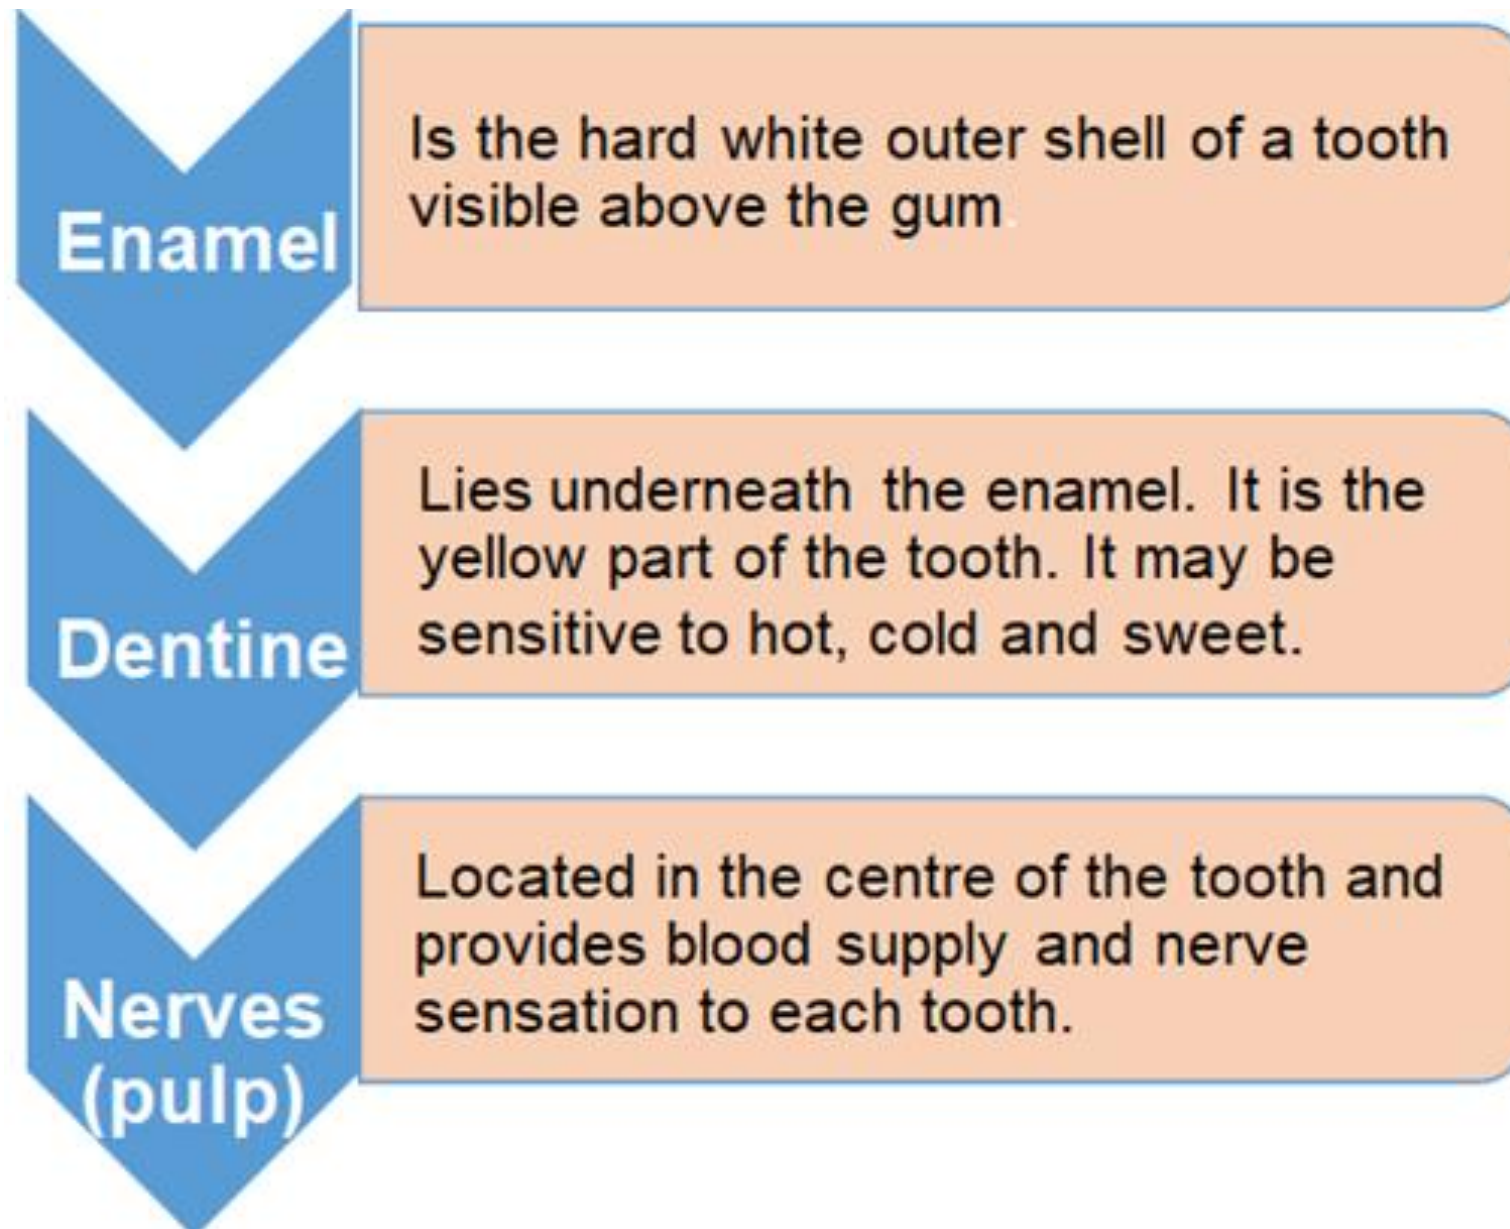 Enamel
Is the hard white outer shell of a tooth
visible above the gum.
Dentine
Lies underneath the enamel. It is the
yellow part of the tooth. It may be
sensitive to hot, cold and sweet.
Nerves
(pulp)
Located in the centre of the tooth and
provides blood supply and nerve
sensation to each tooth.